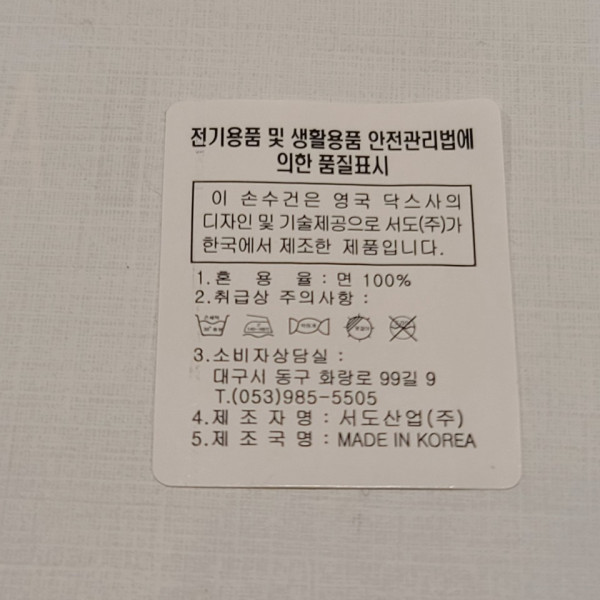 전기용품 및 생활용품 안전관리법에
의한 품질표시
이 손수건은 영국 닥스사의
디자인 및 기술제공으로 서도(주)가
한국에서 제조한 제품입니다.
1.혼 용 율 : 면 100%
2.취급상 주의사항 :
3.소비자상담실 :
대구시 동구 화랑로 99길 9
T.(053)985-5505
4.제 조 자 명 : 서도산업(주)
5.제 조 국 명 : MADE IN KOREA